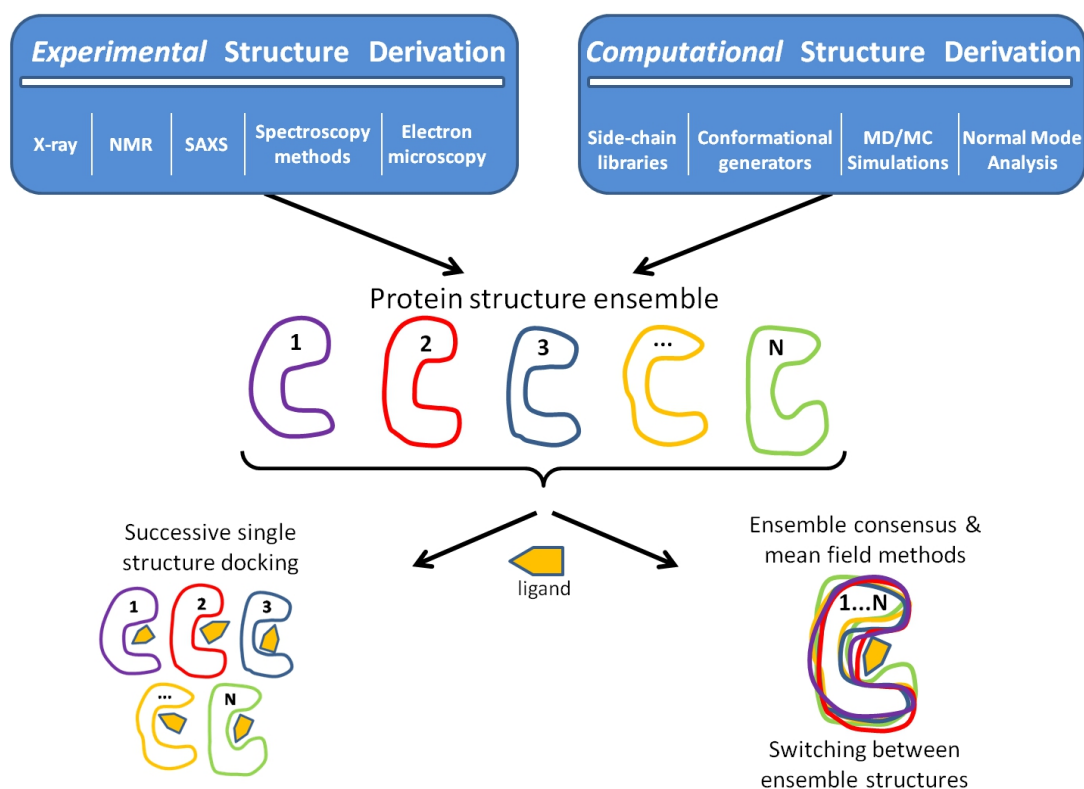 Experimental Structure Derivation
X-ray
NMR
SAXS
Spectroscopy
methods
Electron
microscopy
Computational Structure Derivation
Side-chain
libraries
Conformational
generators
MD/MC
Simulations
Normal Mode
Analysis
Protein structure ensemble
1
2
3
...
N
Successive single
structure docking
1
2
3
...
N
ligand
Ensemble consensus &
mean field methods
1...N
Switching between
ensemble structures